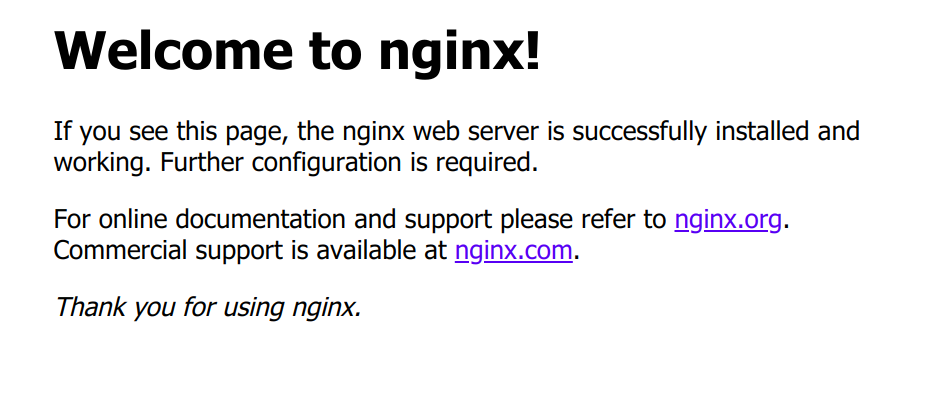 Welcome to nginx!
If you see this page, the nginx web server is successfully installed and
working. Further configuration is required.
For online documentation and support please refer to nginx.org.
Commercial support is available at nginx.com.
Thank you for using nginx.